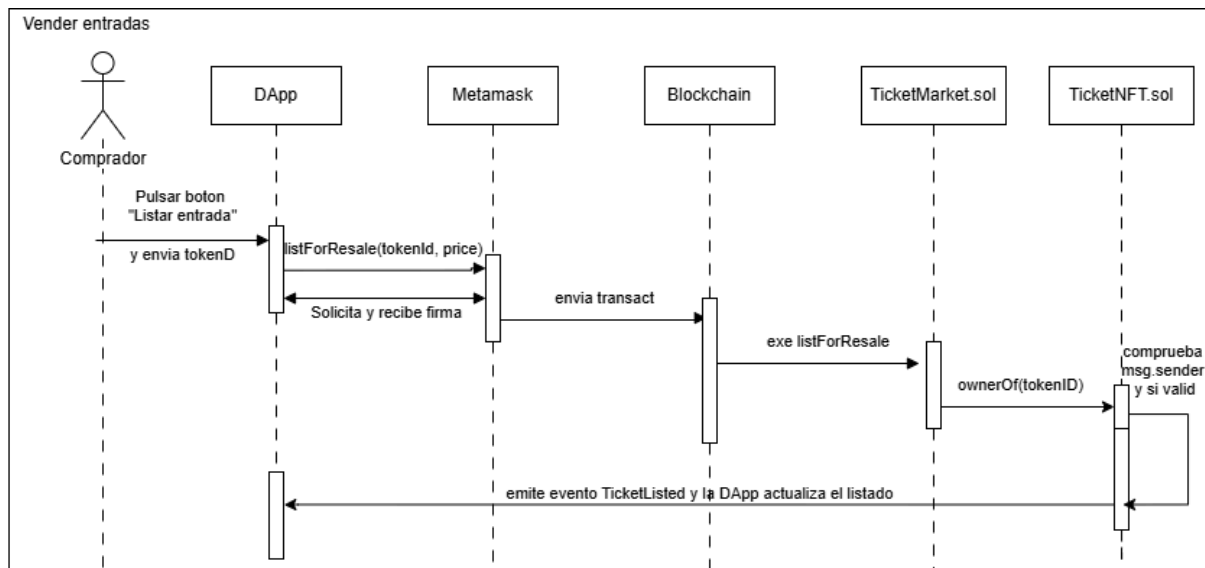 Vender entradas
DApp
Metamask
Blockchain
TicketMarket.sol
TicketNFT.sol
Comprador
Pulsar boton
"Listar entrada"
y envia tokenD
listForResale(tokenId, price)
Solicita y recibe firma
envia transact
exe listForResale
ownerOf(tokenID)
comprueba
msg.sender
y si valid
emite evento TicketListed y la DApp actualiza el listado